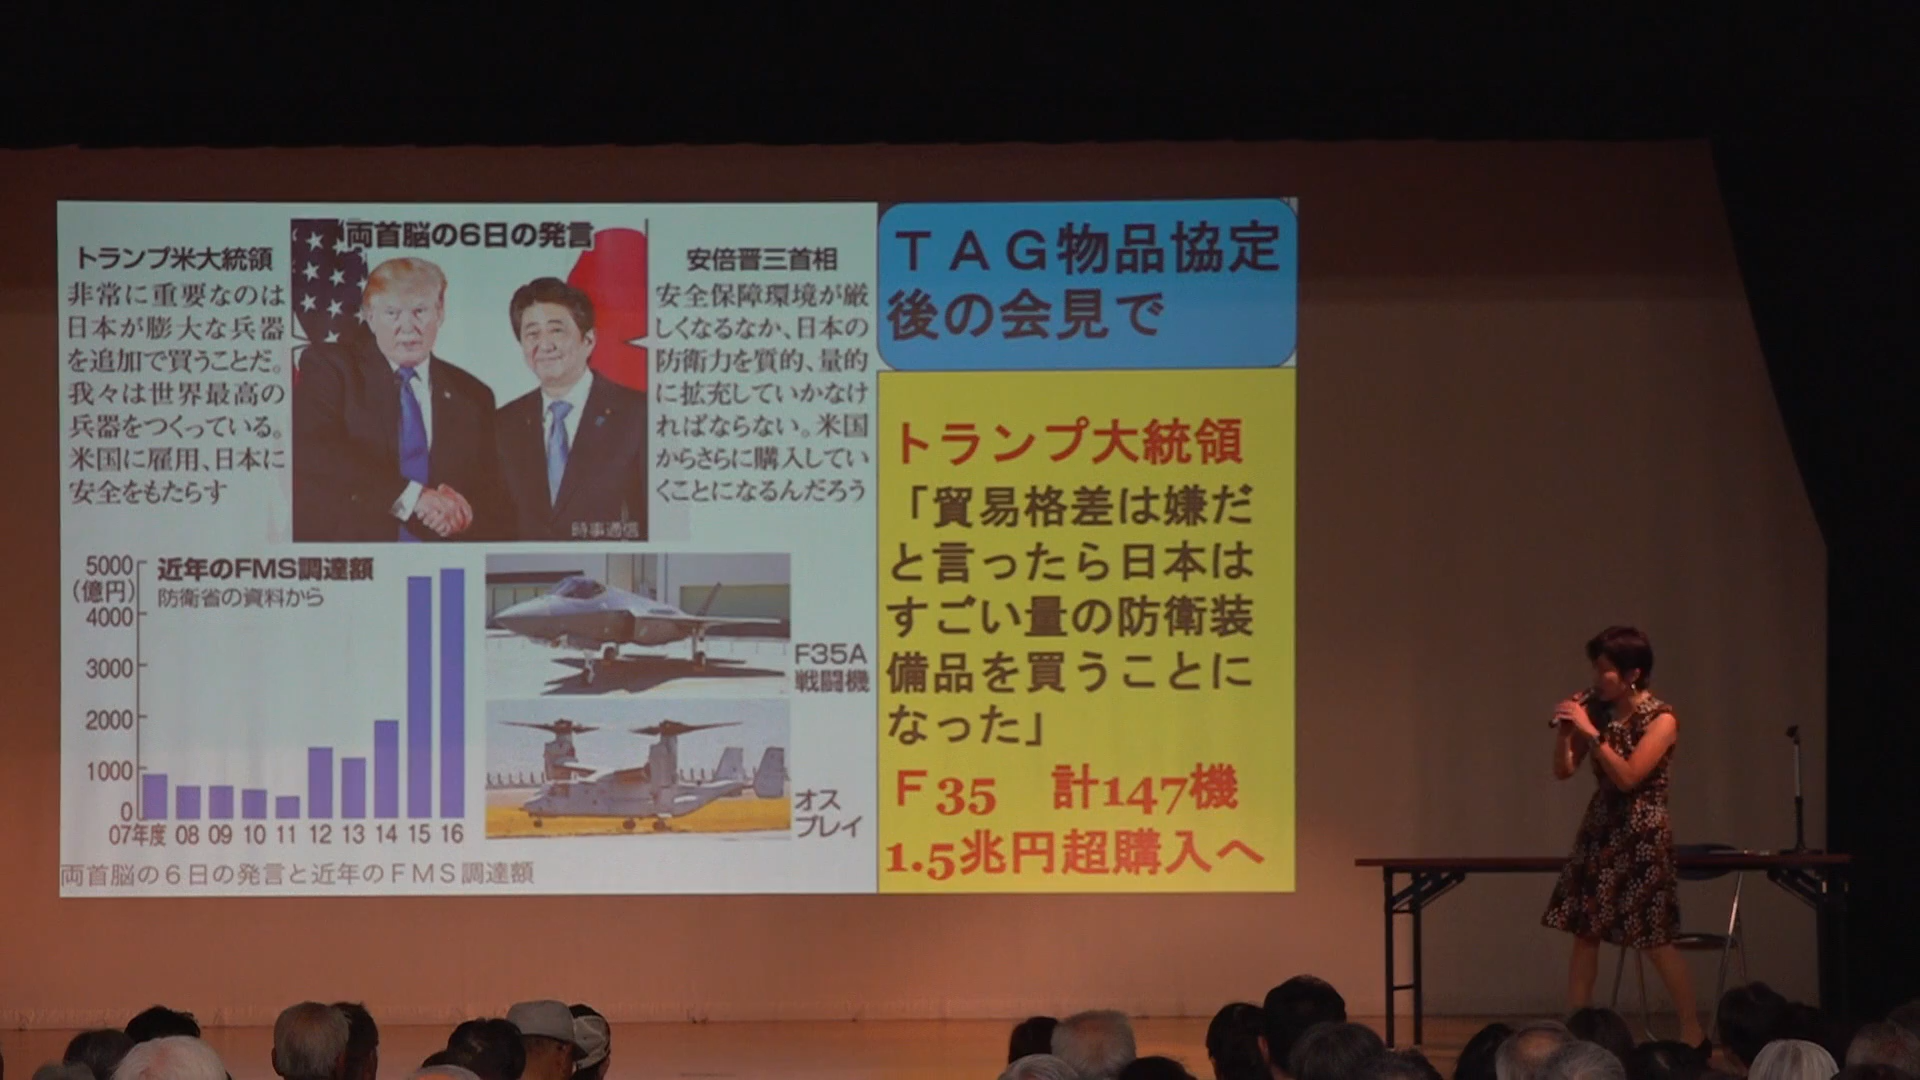 両首脳の6日の発言
トランプ米大統領
非常に重要なのは
日本が膨大な兵器
を追加で買うことだ。
我々は世界最高の
兵器をつくっている。
米国に雇用、日本に
安全をもたらす
安倍晋三首相
安全保障環境が厳
しくなるなか、日本の
防衛力を質的、量的
に拡充していかなけ
ればならない。米国
からさらに購入してい
くことになるんだろう
時事通信
近年のFMS調達額
防衛省の資料から
5000
(億円)
4000
3000
2000
1000
0
07年度 08 09 10 11 12 13 14 15 16
F35A
戦闘機
オス
プレイ
両首脳の6日の発言と近年のFMS調達額
TAG物品協定
後の会見で
トランプ大統領
「貿易格差は嫌だ
と言ったら日本は
すごい量の防衛装
備品を買うことに
なった」
F35 計147機
1.5兆円超購入へ